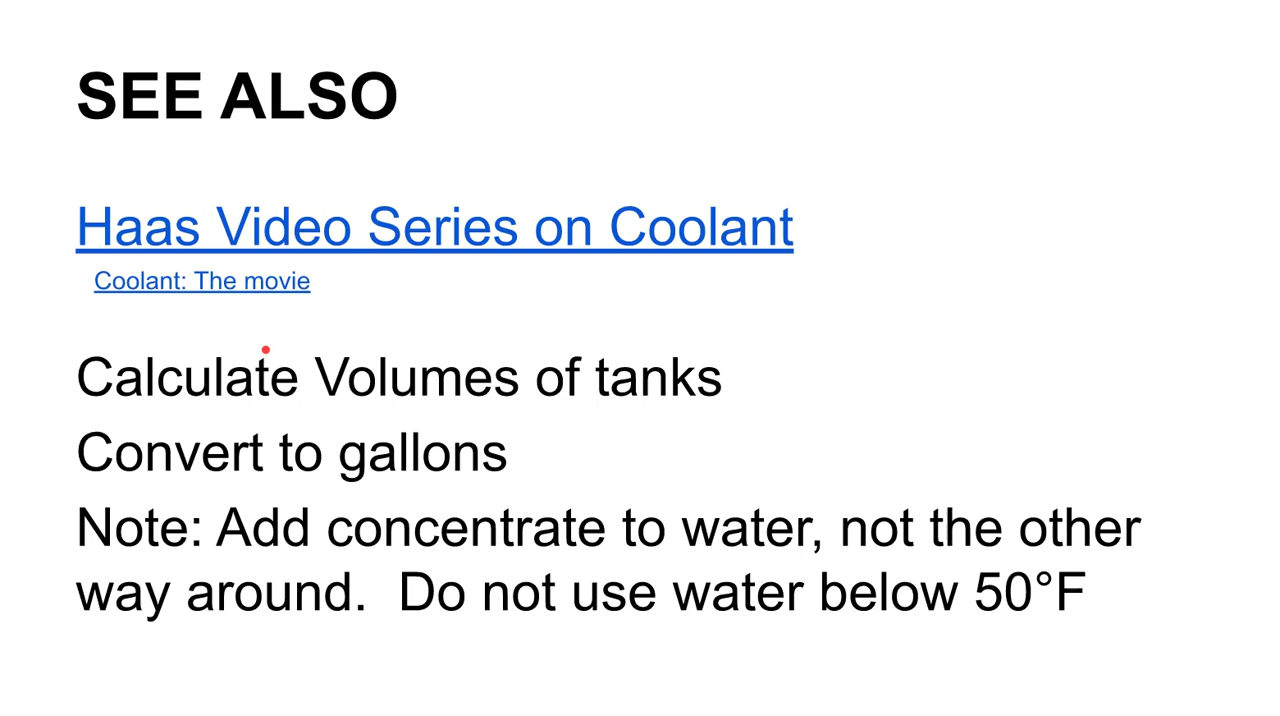 SEE ALSO
Haas Video Series on Coolant
Coolant: The movie
Calculate Volumes of tanks
Convert to gallons
Note: Add concentrate to water, not the other
way around.  Do not use water below 50°F